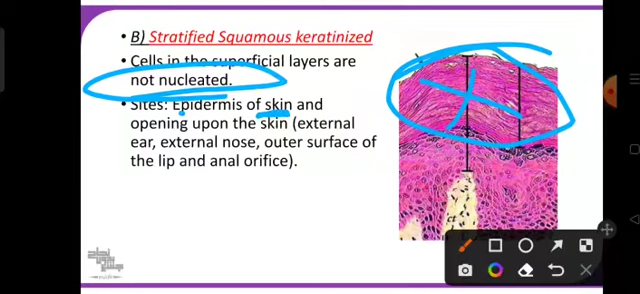 B) Stratified Squamous keratinized
Cells in the superficial layers are
not nucleated.
Sites: Epidermis of skin and
opening upon the skin (external
ear, external nose, outer surface of
the lip and anal orifice).
ct